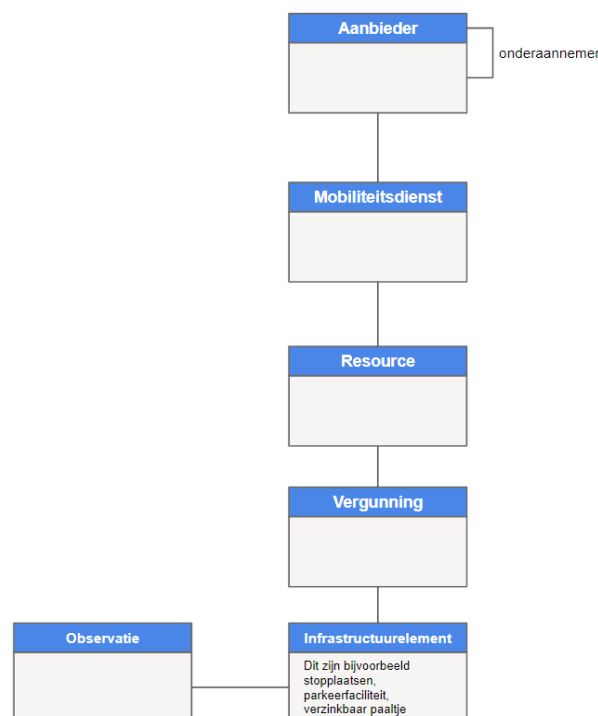 Aanbieder
onderaannemer
Mobiliteitsdienst
Resource
Vergunning
Observatie
Infrastructuurelement
Dit zijn bijvoorbeeld
stopplaatsen,
parkeerfaciliteit,
verzinkbaar paaltje